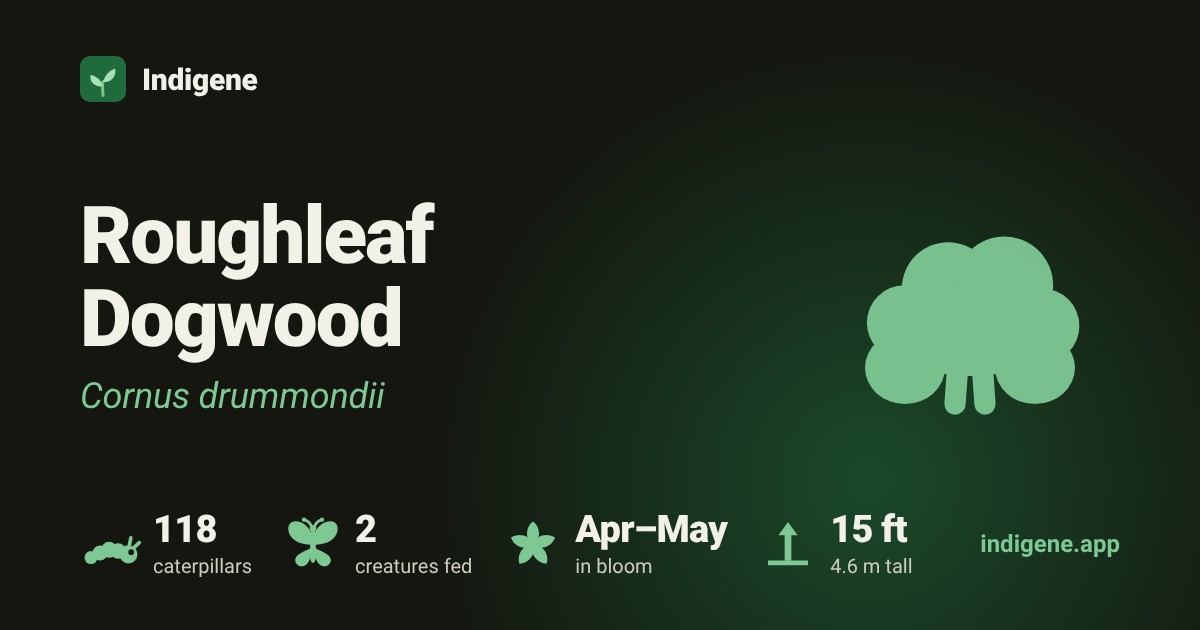 Indigene
Roughleaf
Dogwood
Cornus drummondii
118
caterpillars
2
creatures fed
Apr–May
in bloom
15 ft
4.6 m tall
indigene.app